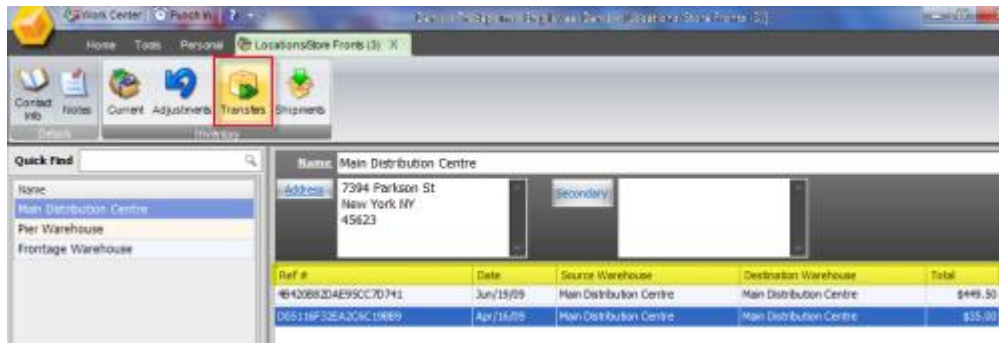 Work Center Punch In ?
Home Tools Personal Locations/Store Fronts (3) X
Contact Info Notes Current Adjustments Transfers Shipments
Details Inventory
Quick Find
Name
Main Distribution Centre
Pier Warehouse
Frontage Warehouse
Name Main Distribution Centre
Address 7394 Parkson St
New York NY
45623
Secondary
Ref # Date Source Warehouse Destination Warehouse Total
Jun/19/09 Main Distribution Centre Main Distribution Centre $449.50
Apr/16/09 Main Distribution Centre Main Distribution Centre $35.00